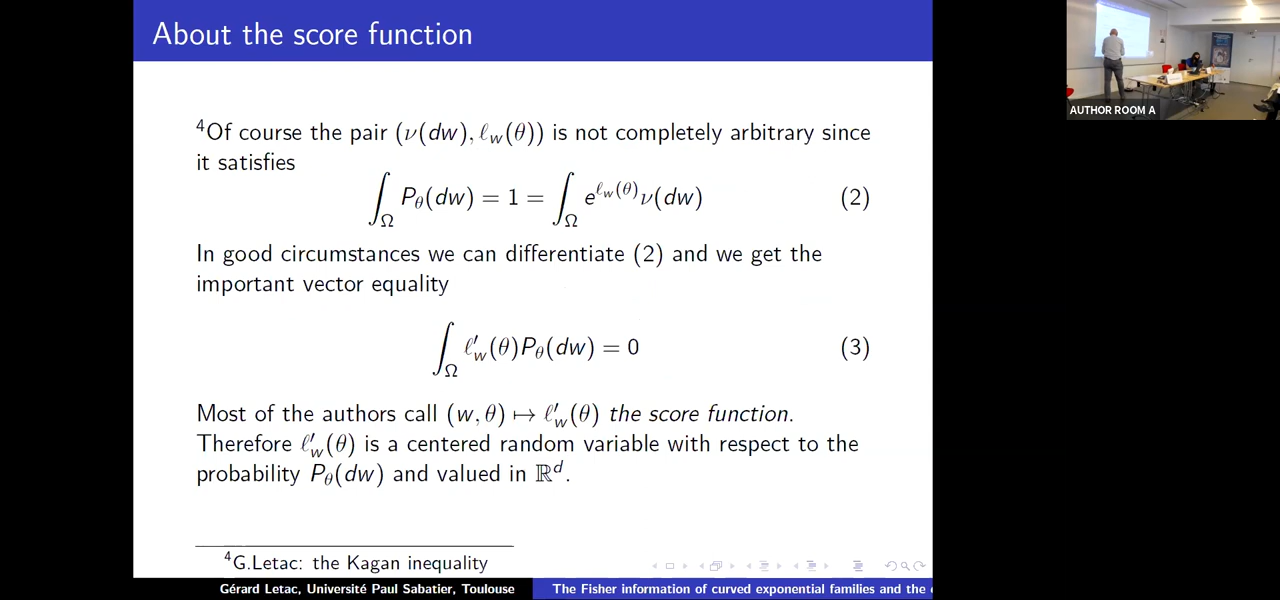 About the score function
⁴Of course the pair (ν(dw), ℓ_w(θ)) is not completely arbitrary since
it satisfies
∫_Ω P_θ(dw) = 1 = ∫_Ω e^{ℓ_w(θ)} ν(dw) (2)
In good circumstances we can differentiate (2) and we get the
important vector equality
∫_Ω ℓ′_w(θ)P_θ(dw) = 0 (3)
Most of the authors call (w, θ) ↦ ℓ′_w(θ) the score function.
Therefore ℓ′_w(θ) is a centered random variable with respect to the
probability P_θ(dw) and valued in ℝ^d.
⁴G.Letac: the Kagan inequality
Gérard Letac, Université Paul Sabatier, Toulouse
The Fisher information of curved exponential families and the
AUTHOR ROOM A